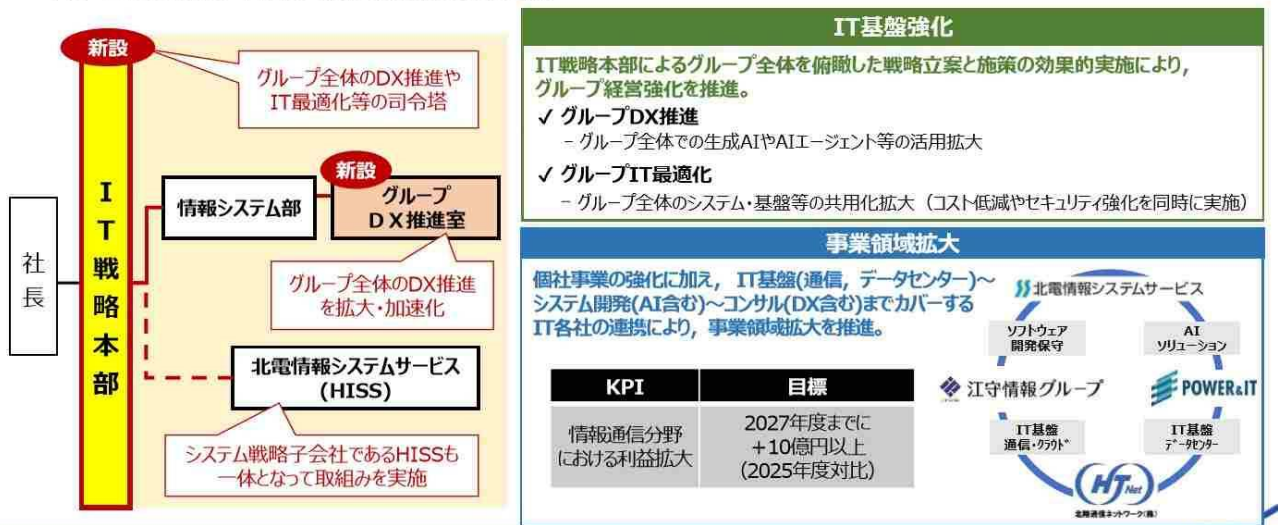 新設
グループ全体のDX推進や
IT最適化等の司令塔
社長
IT戦略本部
情報システム部
新設
グループ
DX推進室
グループ全体のDX推進
を拡大・加速化
北電情報システムサービス
(HISS)
システム戦略子会社であるHISSも
一体となって取組みを実施
IT基盤強化
IT戦略本部によるグループ全体を俯瞰した戦略立案と施策の効果的実施により,
グループ経営強化を推進。
✓ グループDX推進
− グループ全体での生成AIやAIエージェント等の活用拡大
✓ グループIT最適化
− グループ全体のシステム・基盤等の共用化拡大（コスト低減やセキュリティ強化を同時に実施）
事業領域拡大
個社事業の強化に加え, IT基盤(通信, データセンター)～
システム開発(AI含む)～コンサル(DX含む)までカバーする
IT各社の連携により, 事業領域拡大を推進。
KPI 目標
情報通信分野
における利益拡大
2027年度までに
+10億円以上
(2025年度対比)
北電情報システムサービス
ソフトウェア
開発保守
AI
ソリューション
江守情報グループ
POWER&IT
IT基盤
通信・クラウド
IT基盤
データセンター
HTNet
北陸通信ネットワーク(株)